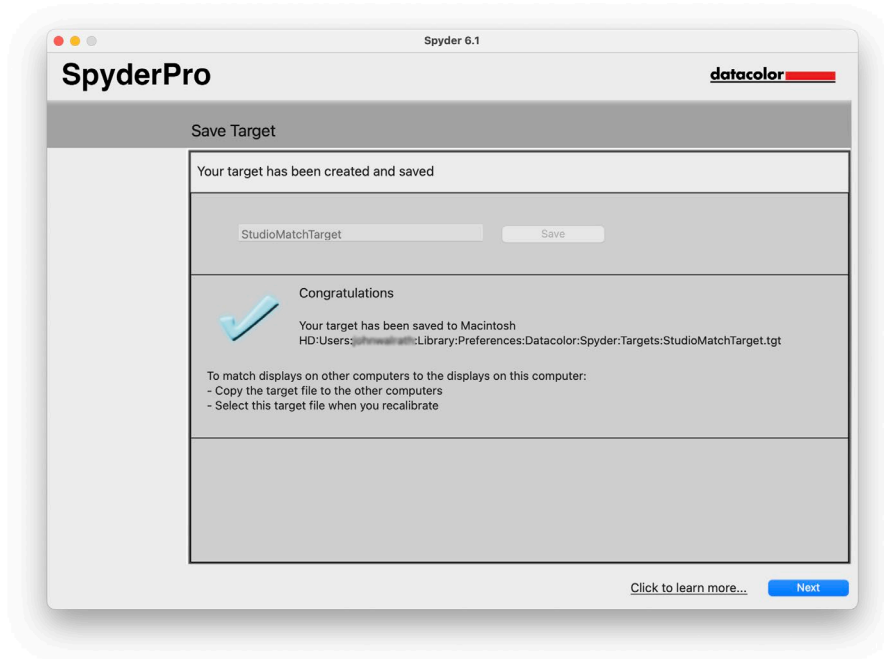 Spyder 6.1
SpyderPro
datacolor
Save Target
Your target has been created and saved
StudioMatchTarget
Save
Congratulations
Your target has been saved to Macintosh
HD:Users: :Library:Preferences:Datacolor:Spyder:Targets:StudioMatchTarget.tgt
To match displays on other computers to the displays on this computer:
- Copy the target file to the other computers
- Select this target file when you recalibrate
Click to learn more...
Next